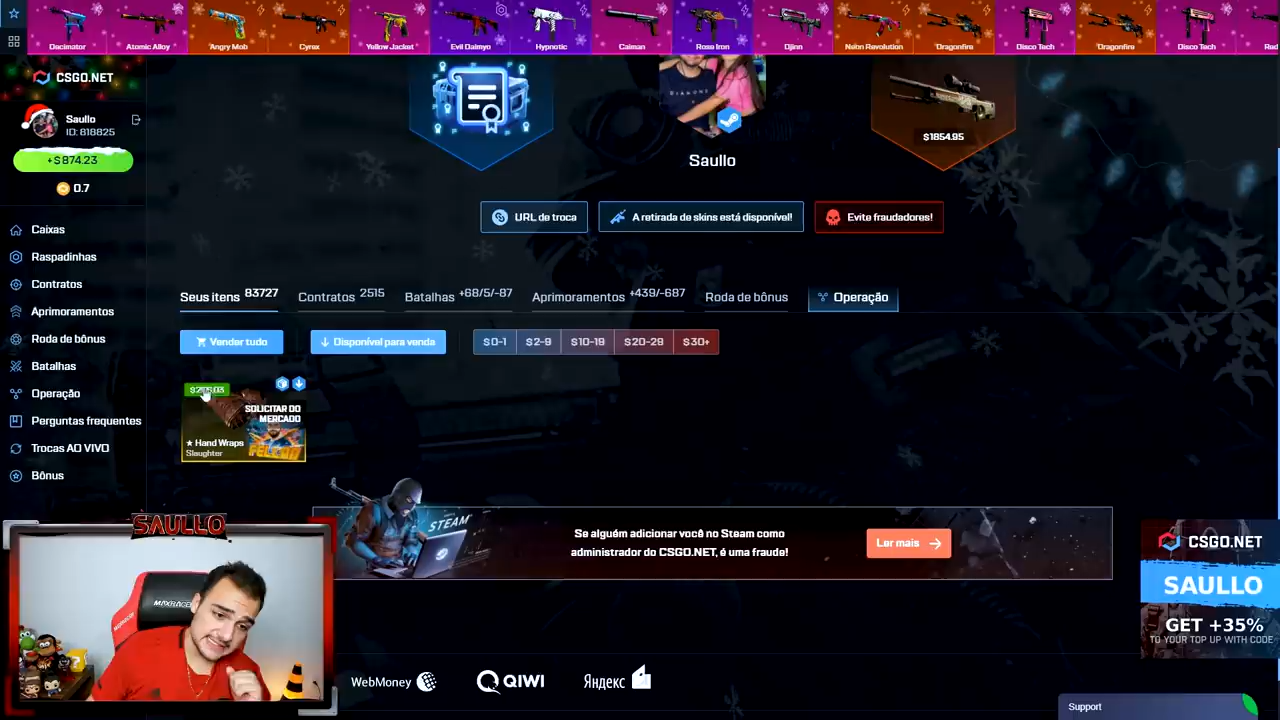 Discimator
Atomic Alloy
Angry Mob
Cyrex
Yellow Jacket
Evil Daimyo
Hypnotic
Caiman
Rose Iron
Djinn
Neon Revolution
Dragonfire
Disco Tech
Dragonfire
Disco Tech
CSGO.NET
Saullo
ID: 818825
+$874.23
0.7
Caixas
Raspadinhas
Contratos
Aprimoramentos
Roda de bônus
Batalhas
Operação
Perguntas frequentes
Trocas AO VIVO
Bônus
DIAMOND
$1854.95
Saullo
URL de troca
A retirada de skins está disponível!
Evite fraudadores!
Seus itens 83727
Contratos 2515
Batalhas +68/5/-87
Aprimoramentos +439/-687
Roda de bônus
Operação
Vender tudo
Disponível para venda
$0-1
$2-9
$10-19
$20-29
$30+
SOLICITAR DO
MERCADO
★ Hand Wraps
Slaughter
STEAM
Se alguém adicionar você no Steam como
administrador do CSGO.NET, é uma fraude!
Ler mais
CSGO.NET
SAULLO
GET +35%
TO YOUR TOP UP WITH CODE
SAULLO
WebMoney
QIWI
Яндекс
Support